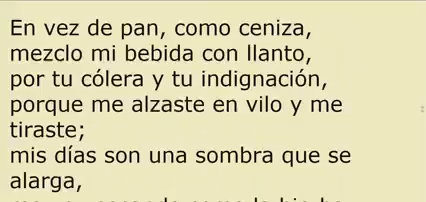 En vez de pan, como ceniza,
mezclo mi bebida con llanto,
por tu cólera y tu indignación,
porque me alzaste en vilo y me
tiraste;
mis días son una sombra que se
alarga,